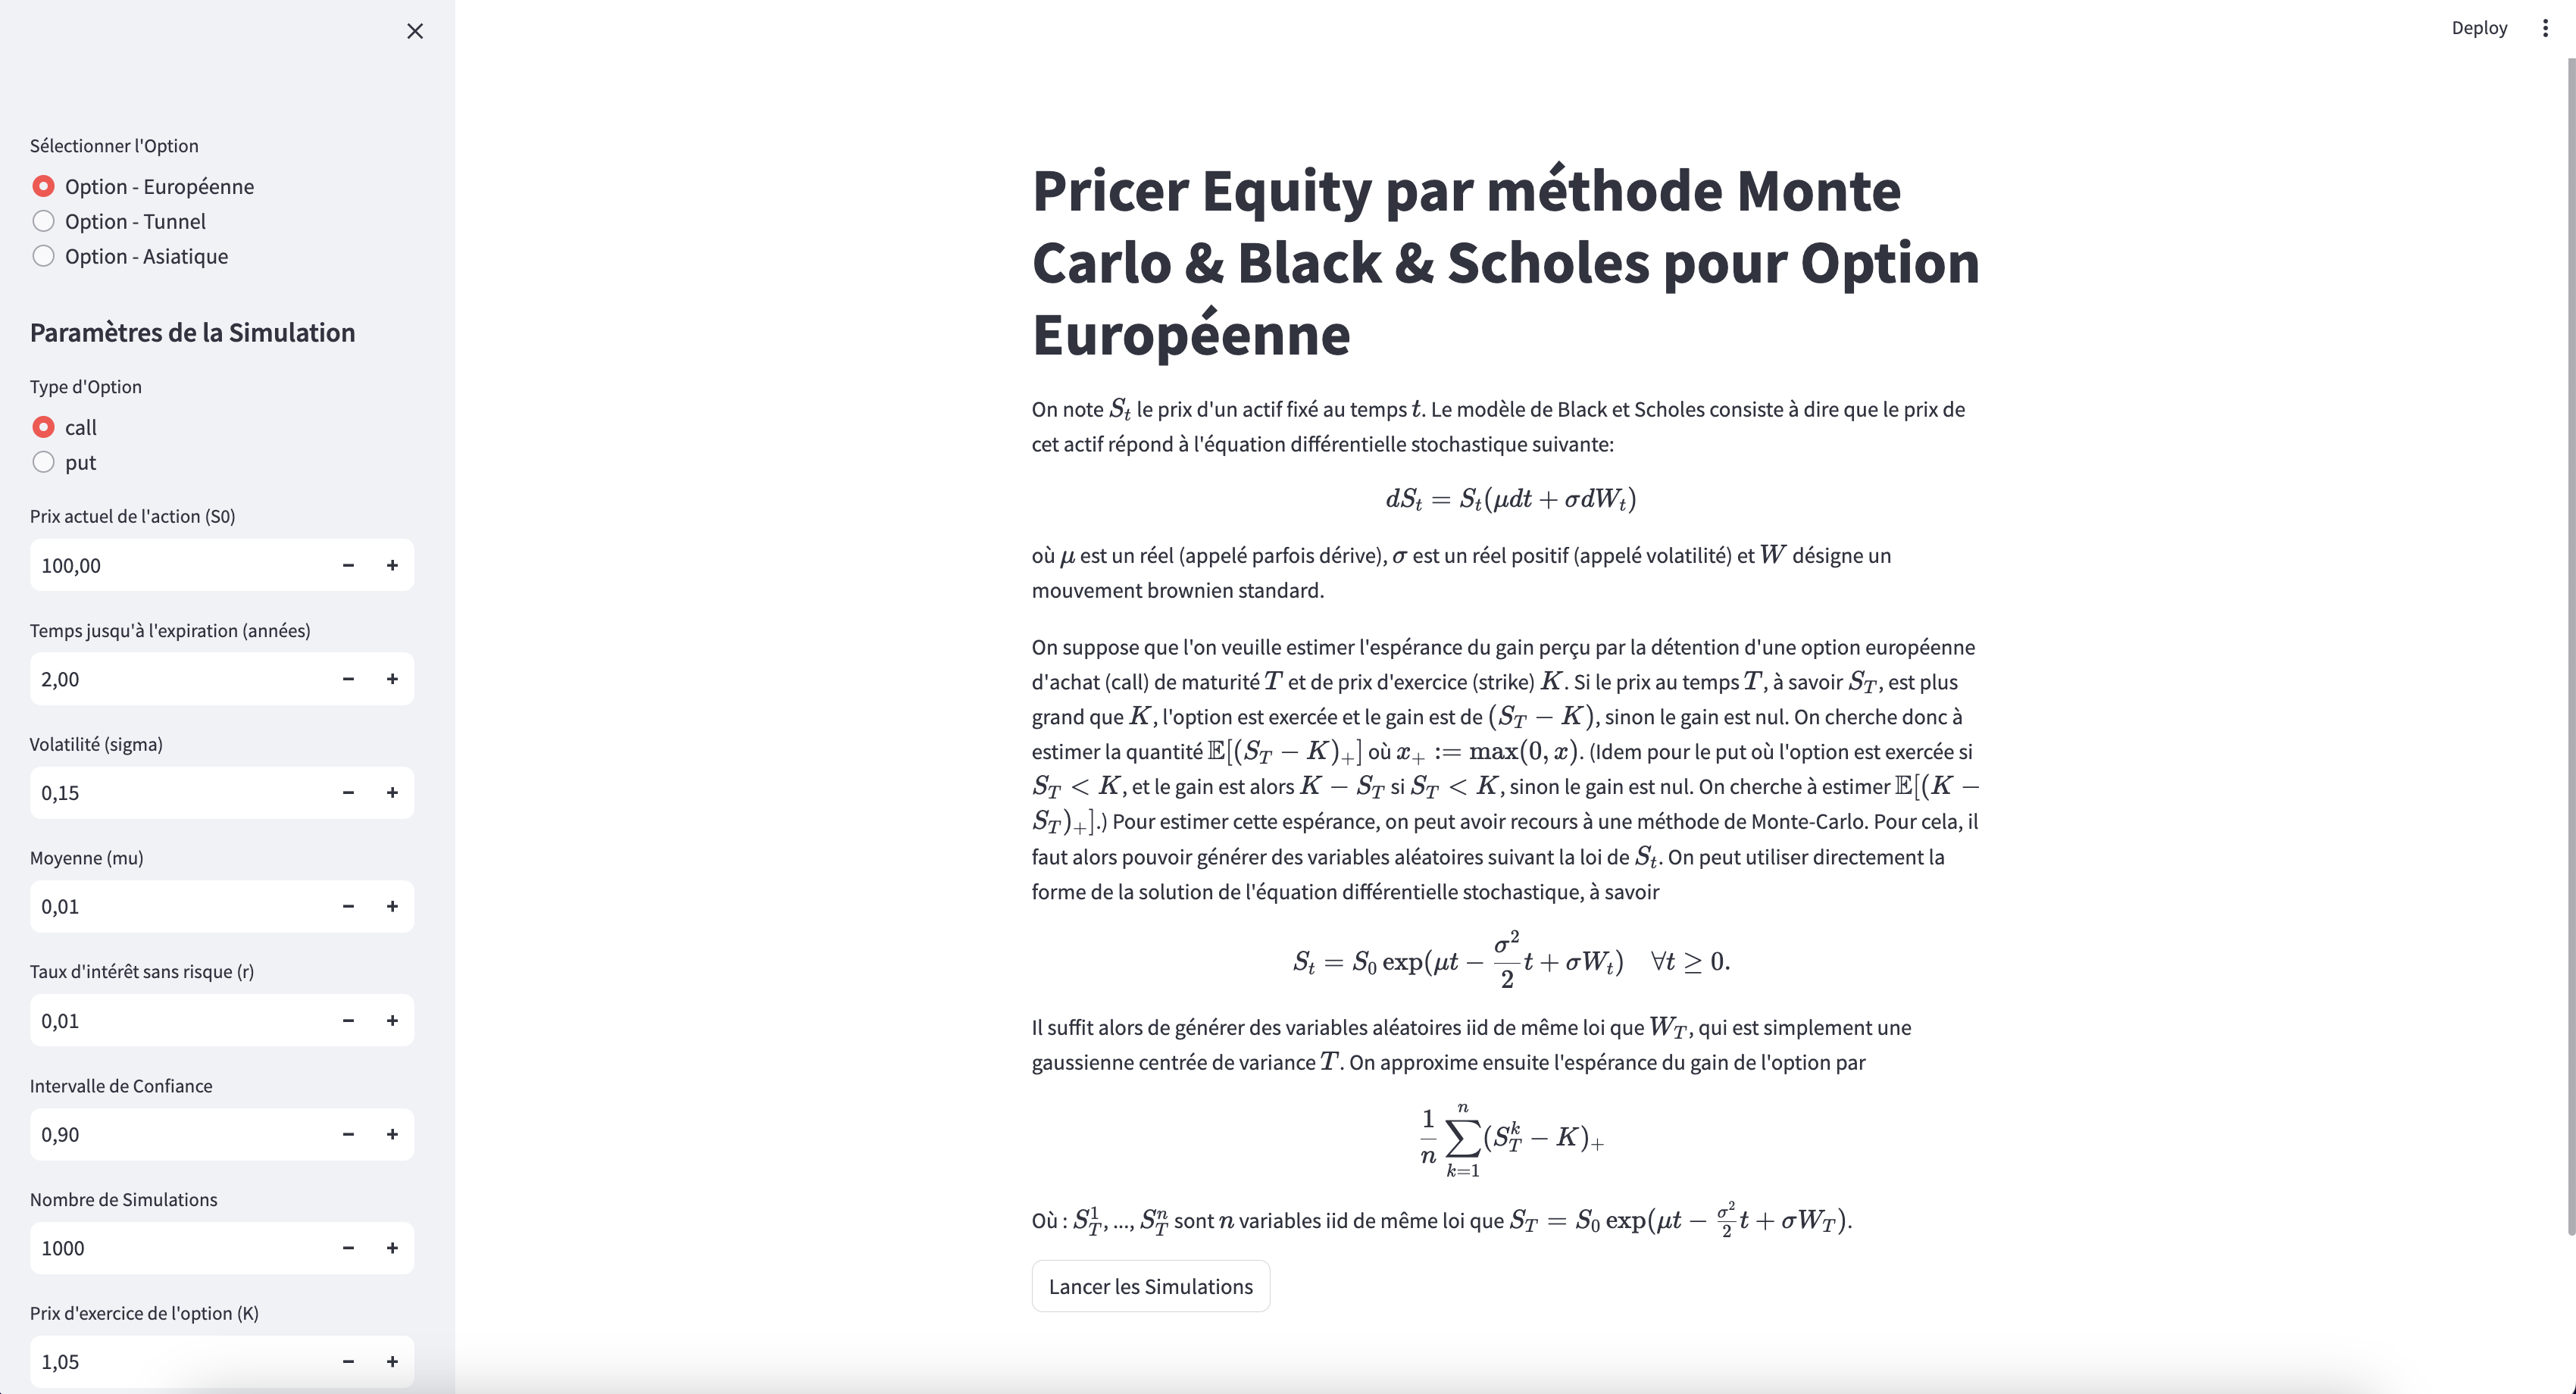 Deploy
Sélectionner l'Option
Option - Européenne
Option - Tunnel
Option - Asiatique
Paramètres de la Simulation
Type d'Option
call
put
Prix actuel de l'action (S0)
100,00
Temps jusqu'à l'expiration (années)
2,00
Volatilité (sigma)
0,15
Moyenne (mu)
0,01
Taux d'intérêt sans risque (r)
0,01
Intervalle de Confiance
0,90
Nombre de Simulations
1000
Prix d'exercice de l'option (K)
1,05
Pricer Equity par méthode Monte
Carlo & Black & Scholes pour Option
Européenne
On note $S_t$ le prix d'un actif fixé au temps $t$. Le modèle de Black et Scholes consiste à dire que le prix de
cet actif répond à l'équation différentielle stochastique suivante:
$dS_t = S_t(\mu dt + \sigma dW_t)$
où $\mu$ est un réel (appelé parfois dérive), $\sigma$ est un réel positif (appelé volatilité) et $W$ désigne un
mouvement brownien standard.
On suppose que l'on veuille estimer l'espérance du gain perçu par la détention d'une option européenne
d'achat (call) de maturité $T$ et de prix d'exercice (strike) $K$. Si le prix au temps $T$, à savoir $S_T$, est plus
grand que $K$, l'option est exercée et le gain est de $(S_T - K)$, sinon le gain est nul. On cherche donc à
estimer la quantité $\mathbb{E}[(S_T - K)_+]$ où $x_+ := \max(0, x)$. (Idem pour le put où l'option est exercée si
$S_T < K$, et le gain est alors $K - S_T$ si $S_T < K$, sinon le gain est nul. On cherche à estimer $\mathbb{E}[(K -$
$S_T)_+]$.) Pour estimer cette espérance, on peut avoir recours à une méthode de Monte-Carlo. Pour cela, il
faut alors pouvoir générer des variables aléatoires suivant la loi de $S_t$. On peut utiliser directement la
forme de la solution de l'équation différentielle stochastique, à savoir
$S_t = S_0 \exp(\mu t - \frac{\sigma^2}{2} t + \sigma W_t) \quad \forall t \geq 0.$
Il suffit alors de générer des variables aléatoires iid de même loi que $W_T$, qui est simplement une
gaussienne centrée de variance $T$. On approxime ensuite l'espérance du gain de l'option par
$\frac{1}{n} \sum_{k=1}^{n} (S_T^k - K)_+$
Où : $S_T^1, ..., S_T^n$ sont $n$ variables iid de même loi que $S_T = S_0 \exp(\mu t - \frac{\sigma^2}{2} t + \sigma W_T)$.
Lancer les Simulations